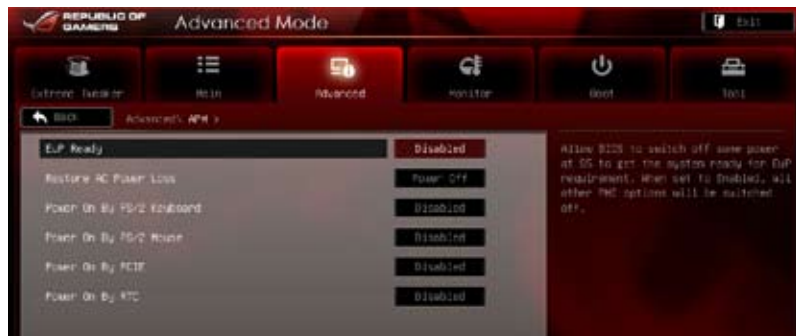 REPUBLIC OF
GAMERS
Advanced Mode
Exit
Extreme Tweaker
Main
Advanced
Monitor
Boot
Tool
Back
Advanced\ APM >
EuP Ready
Disabled
Restore AC Power Loss
Power Off
Power On By PS/2 Keyboard
Disabled
Power On By PS/2 Mouse
Disabled
Power On By PCIE
Disabled
Power On By RTC
Disabled
Allow BIOS to switch off some power
at S5 to get the system ready for EuP
requirement. When set to Enabled, all
other PME options will be switched
off.